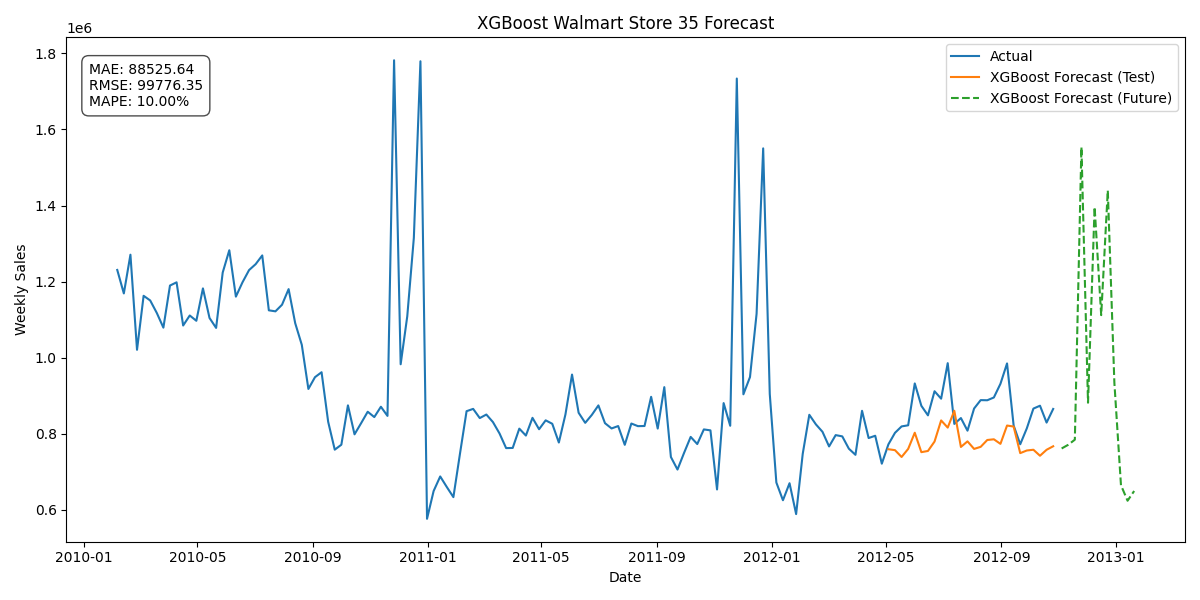 XGBoost Walmart Store 35 Forecast
1e6
MAE: 88525.64
RMSE: 99776.35
MAPE: 10.00%
Actual
XGBoost Forecast (Test)
XGBoost Forecast (Future)
Weekly Sales
1.8
1.6
1.4
1.2
1.0
0.8
0.6
2010-01 2010-05 2010-09 2011-01 2011-05 2011-09 2012-01 2012-05 2012-09 2013-01
Date